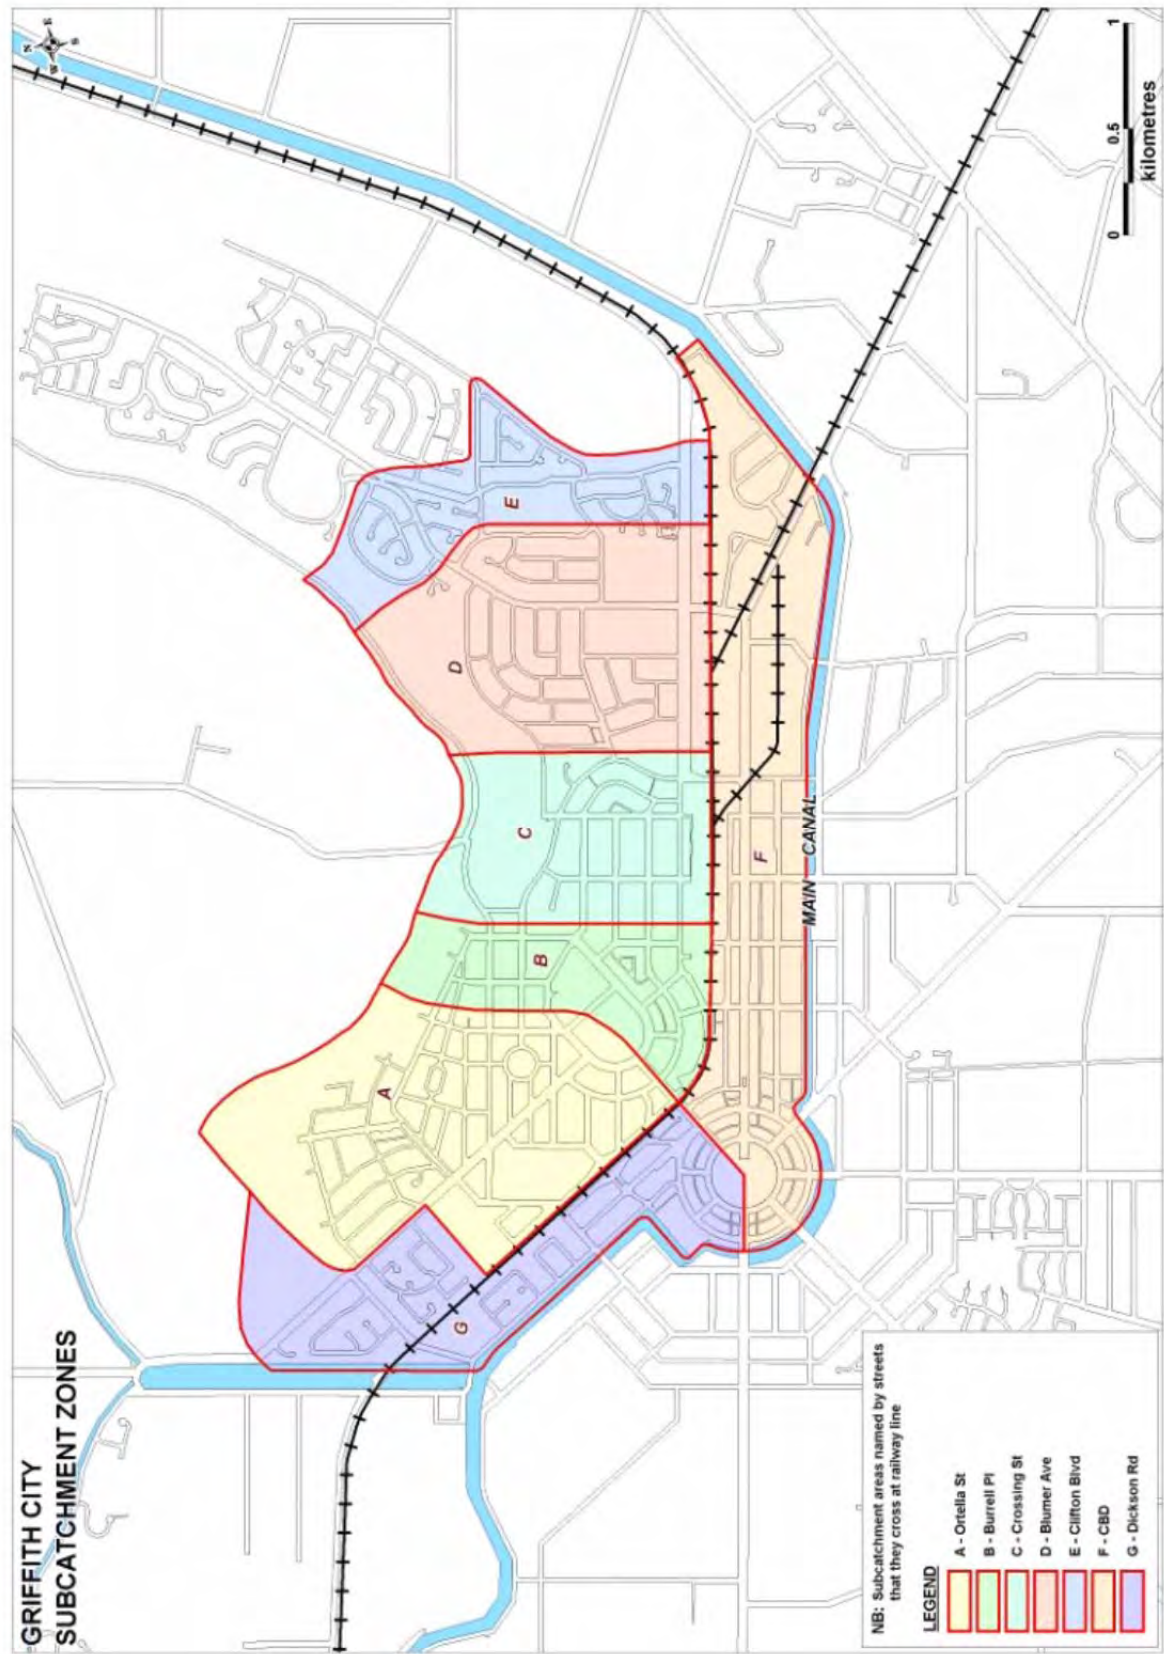 GRIFFITH CITY
SUBCATCHMENT ZONES
A
B
C
D
E
F
G
MAIN CANAL
NB: Subcatchment areas named by streets
that they cross at railway line
LEGEND
A - Ortella St
B - Burrell Pl
C - Crossing St
D - Blumer Ave
E - Clifton Blvd
F - CBD
G - Dickson Rd
0 0.5 1
kilometres